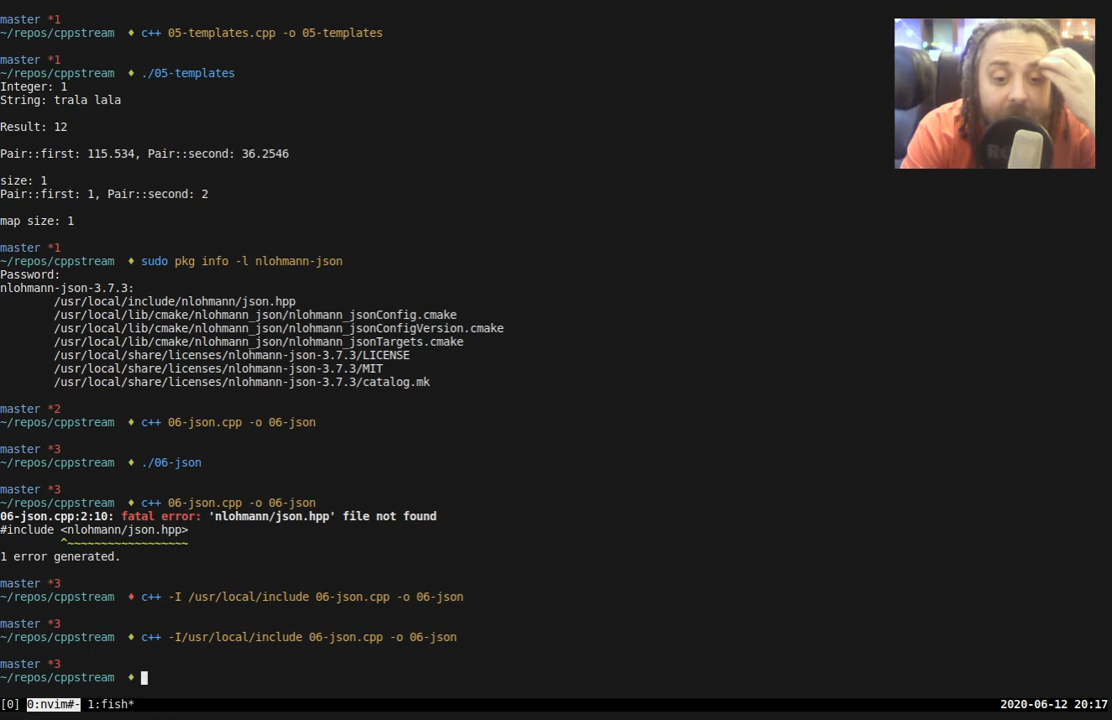 master *1
~/repos/cppstream ♦ c++ 05-templates.cpp -o 05-templates
master *1
~/repos/cppstream ♦ ./05-templates
Integer: 1
String: trala lala
Result: 12
Pair::first: 115.534, Pair::second: 36.2546
size: 1
Pair::first: 1, Pair::second: 2
map size: 1
master *1
~/repos/cppstream ♦ sudo pkg info -l nlohmann-json
Password:
nlohmann-json-3.7.3:
/usr/local/include/nlohmann/json.hpp
/usr/local/lib/cmake/nlohmann_json/nlohmann_jsonConfig.cmake
/usr/local/lib/cmake/nlohmann_json/nlohmann_jsonConfigVersion.cmake
/usr/local/lib/cmake/nlohmann_json/nlohmann_jsonTargets.cmake
/usr/local/share/licenses/nlohmann-json-3.7.3/LICENSE
/usr/local/share/licenses/nlohmann-json-3.7.3/MIT
/usr/local/share/licenses/nlohmann-json-3.7.3/catalog.mk
master *2
~/repos/cppstream ♦ c++ 06-json.cpp -o 06-json
master *3
~/repos/cppstream ♦ ./06-json
master *3
~/repos/cppstream ♦ c++ 06-json.cpp -o 06-json
06-json.cpp:2:10: fatal error: 'nlohmann/json.hpp' file not found
#include <nlohmann/json.hpp>
^~~~~~~~~~~~~~~~~~~
1 error generated.
master *3
~/repos/cppstream ♦ c++ -I /usr/local/include 06-json.cpp -o 06-json
master *3
~/repos/cppstream ♦ c++ -I/usr/local/include 06-json.cpp -o 06-json
master *3
~/repos/cppstream ♦
[0] 0:nvim#- 1:fish* 2020-06-12 20:17